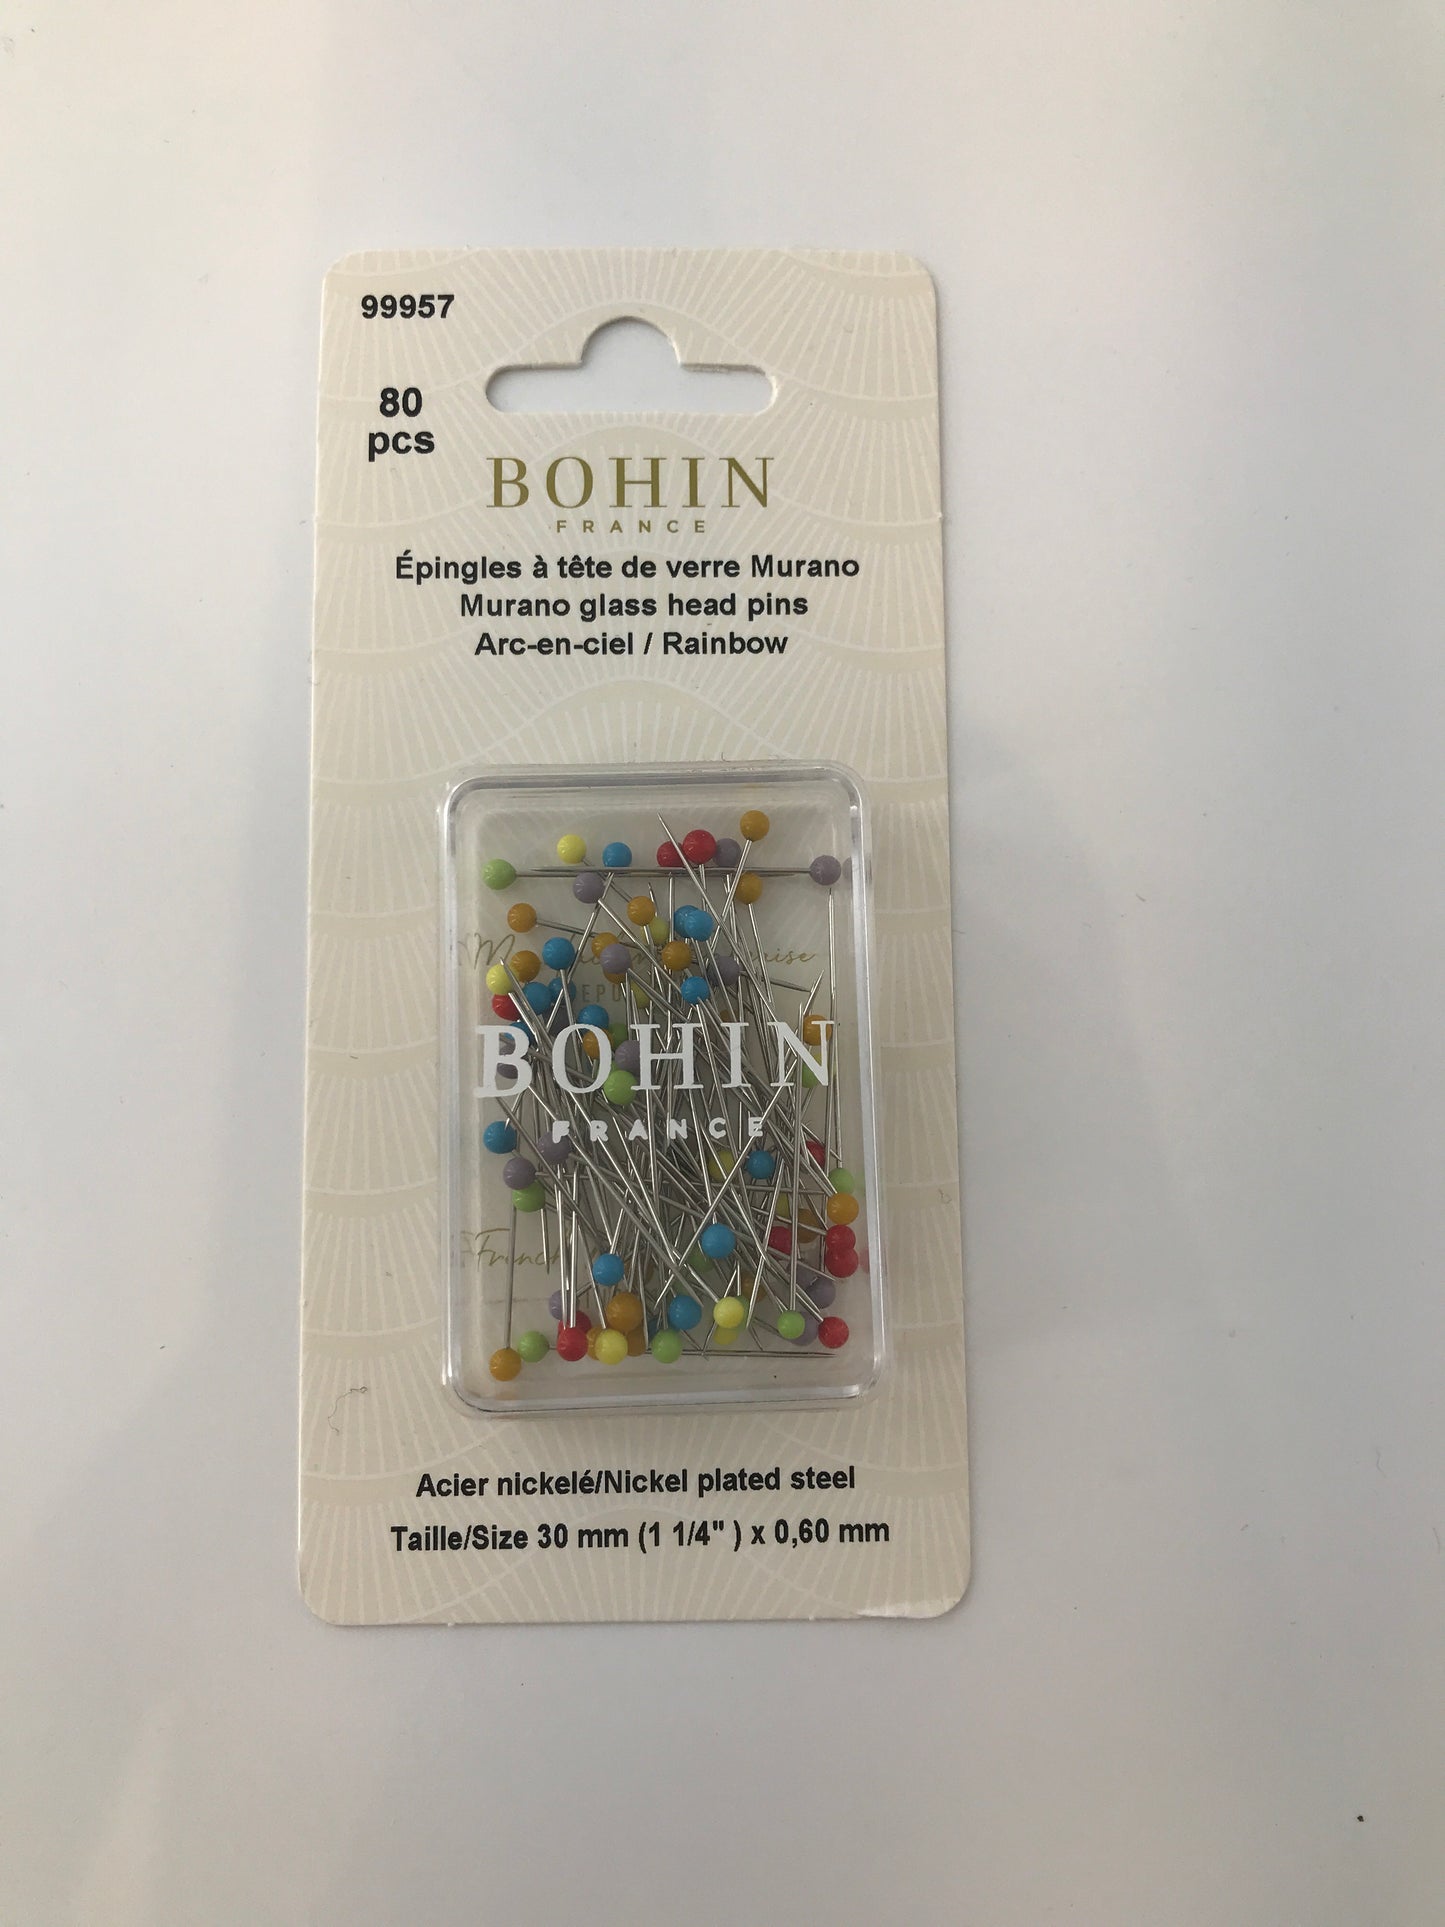 99957
80
pcs
BOHIN
FRANCE
Épingles à tête de verre Murano
Murano glass head pins
Arc-en-ciel / Rainbow
BOHIN
FRANCE
French
Acier nickelé/Nickel plated steel
Taille/Size 30 mm (1 1/4" ) x 0,60 mm